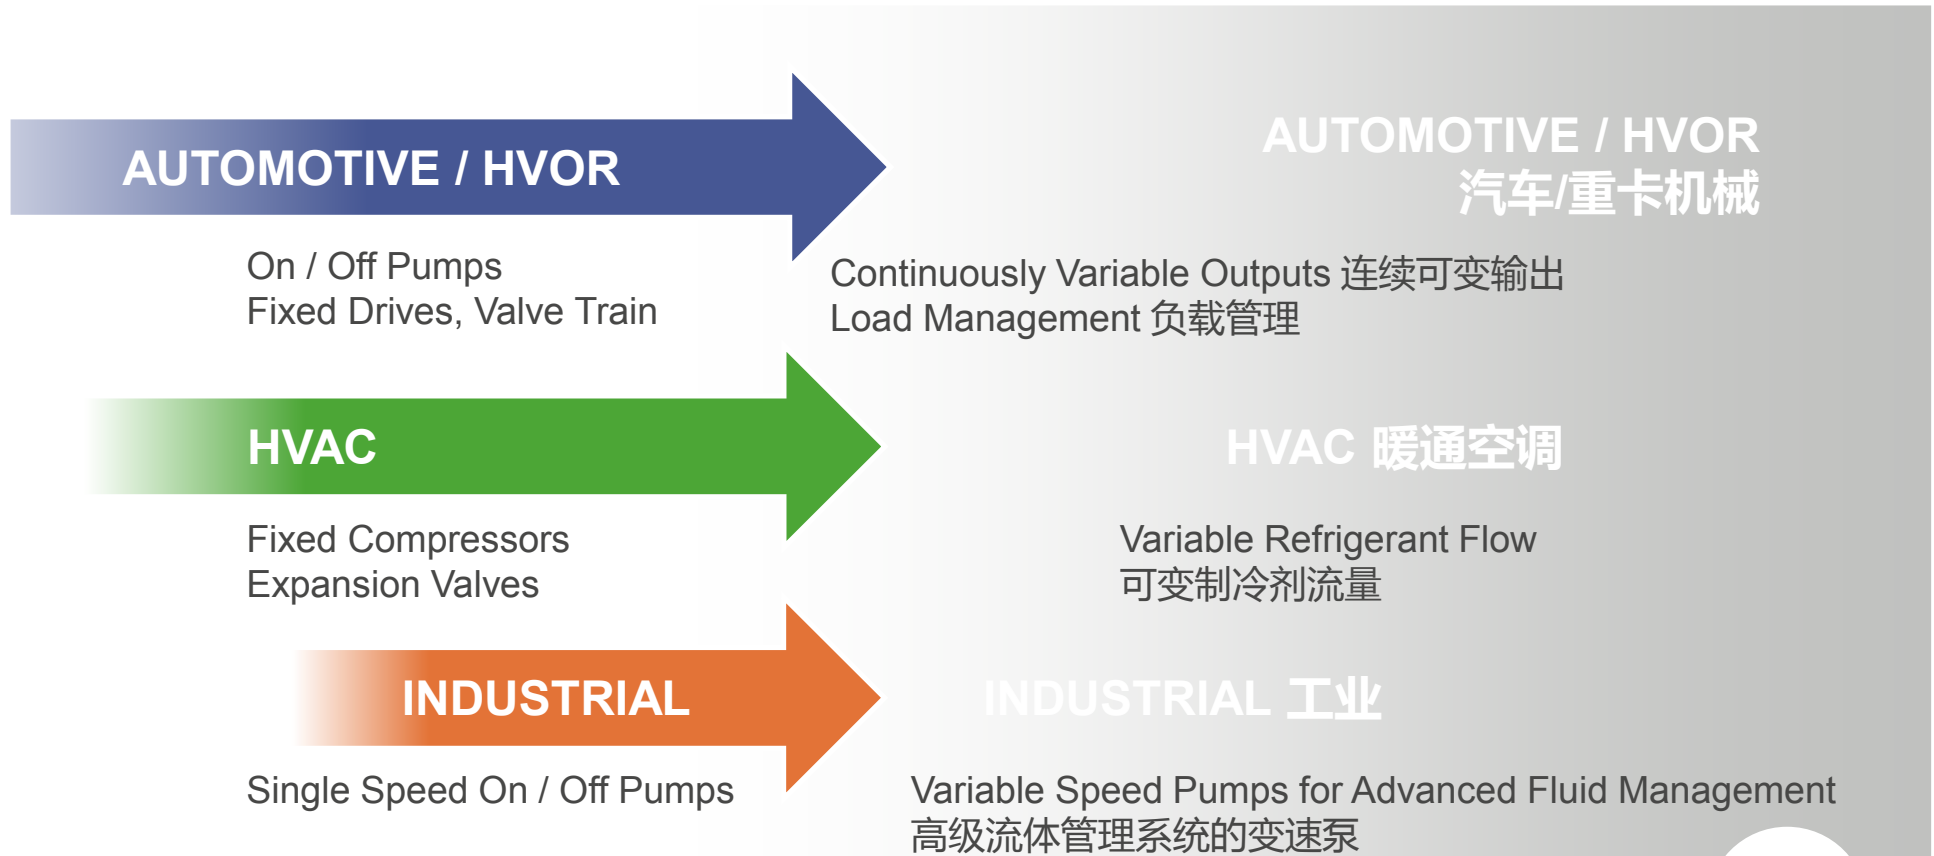 AUTOMOTIVE / HVOR
On / Off Pumps
Fixed Drives, Valve Train
AUTOMOTIVE / HVOR
汽车/重卡机械
Continuously Variable Outputs 连续可变输出
Load Management 负载管理
HVAC
Fixed Compressors
Expansion Valves
HVAC 暖通空调
Variable Refrigerant Flow
可变制冷剂流量
INDUSTRIAL
Single Speed On / Off Pumps
INDUSTRIAL 工业
Variable Speed Pumps for Advanced Fluid Management
高级流体管理系统的变速泵